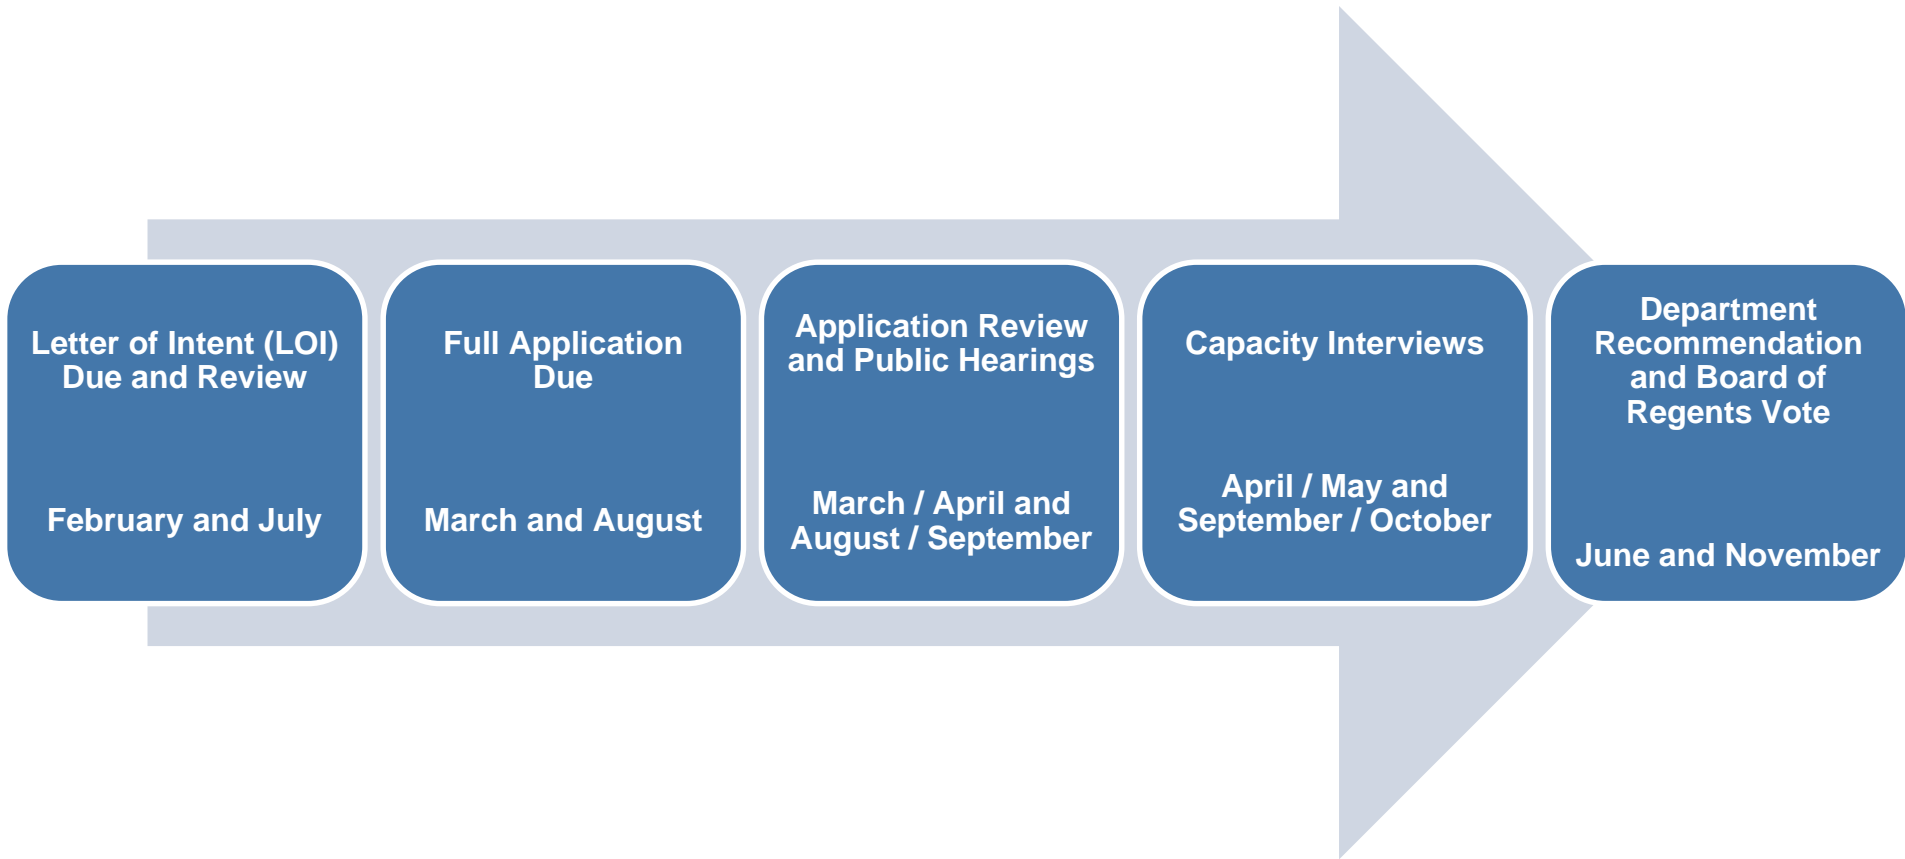 Letter of Intent (LOI)
Due and Review
February and July
Full Application
Due
March and August
Application Review
and Public Hearings
March / April and
August / September
Capacity Interviews
April / May and
September / October
Department
Recommendation
and Board of
Regents Vote
June and November